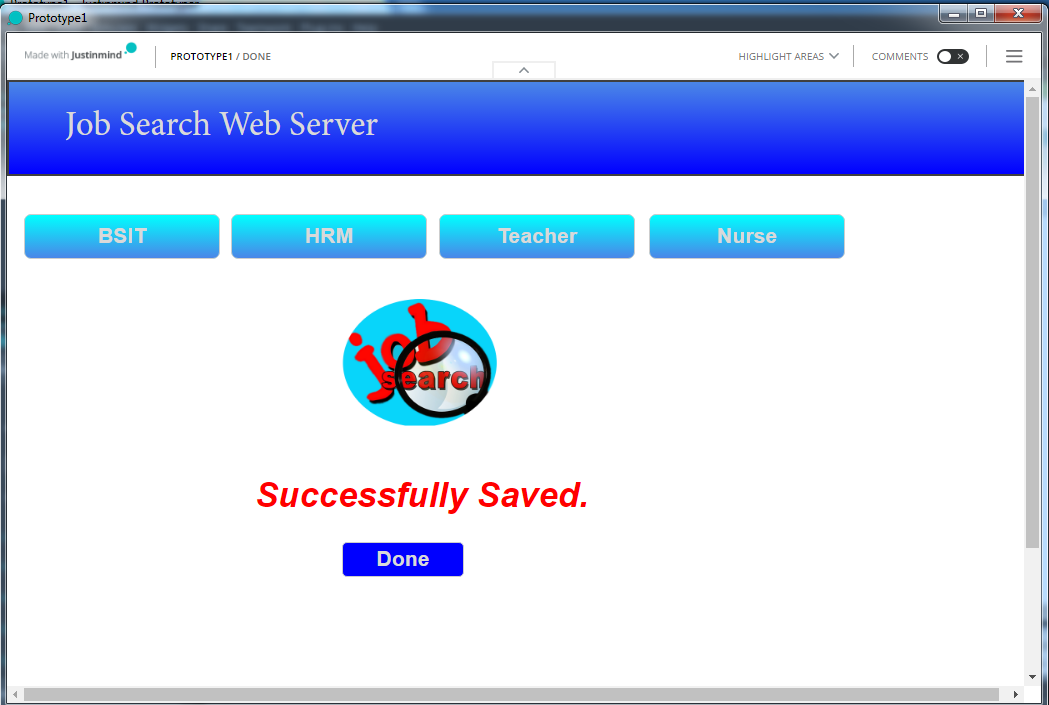 Prototype1
Made with Justinmind
PROTOTYPE1 / DONE
HIGHLIGHT AREAS
COMMENTS
Job Search Web Server
BSIT
HRM
Teacher
Nurse
job
search
Successfully Saved.
Done